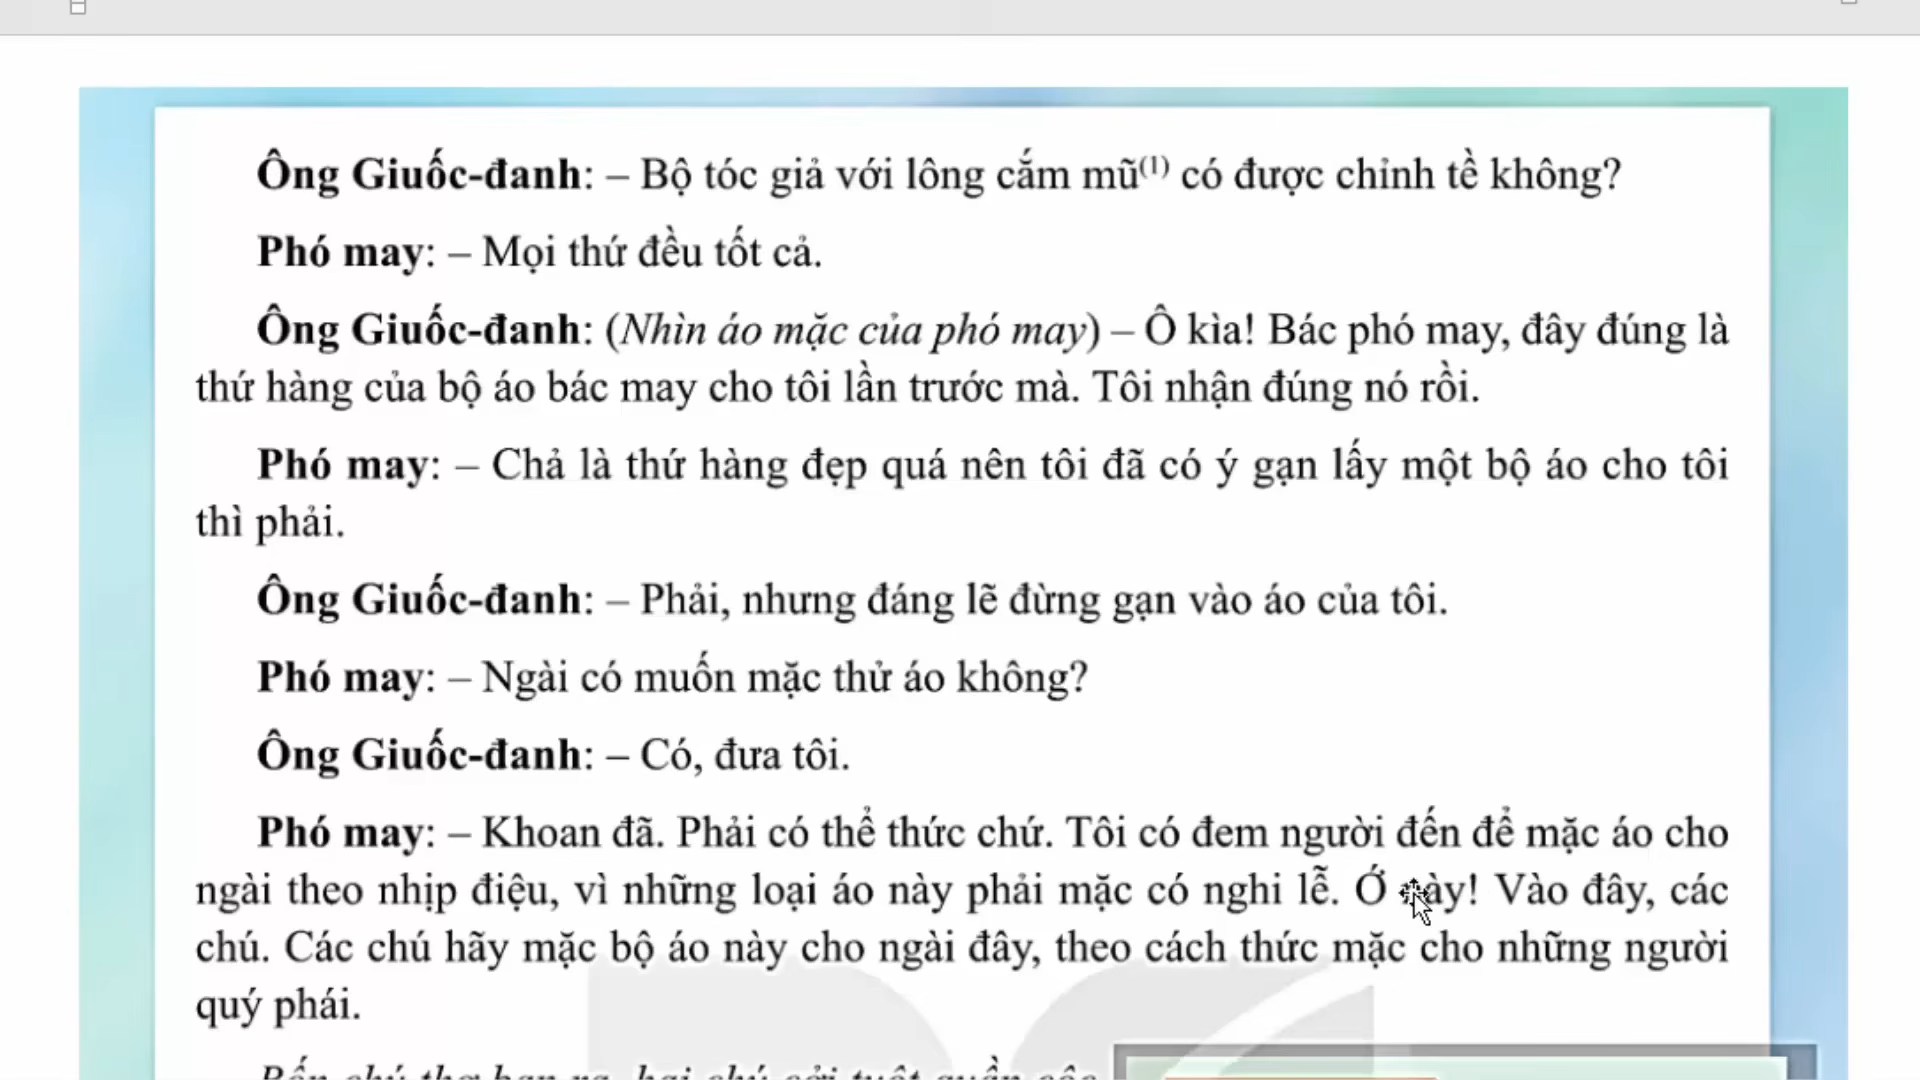 Ông Giuốc-đanh: – Bộ tóc giả với lông cắm mũ(1) có được chỉnh tề không?
Phó may: – Mọi thứ đều tốt cả.
Ông Giuốc-đanh: (Nhìn áo mặc của phó may) – Ô kìa! Bác phó may, đây đúng là
thứ hàng của bộ áo bác may cho tôi lần trước mà. Tôi nhận đúng nó rồi.
Phó may: – Chả là thứ hàng đẹp quá nên tôi đã có ý gạn lấy một bộ áo cho tôi
thì phải.
Ông Giuốc-đanh: – Phải, nhưng đáng lẽ đừng gạn vào áo của tôi.
Phó may: – Ngài có muốn mặc thử áo không?
Ông Giuốc-đanh: – Có, đưa tôi.
Phó may: – Khoan đã. Phải có thể thức chứ. Tôi có đem người đến để mặc áo cho
ngài theo nhịp điệu, vì những loại áo này phải mặc có nghi lễ. Ớ này! Vào đây, các
chú. Các chú hãy mặc bộ áo này cho ngài đây, theo cách thức mặc cho những người
quý phái.